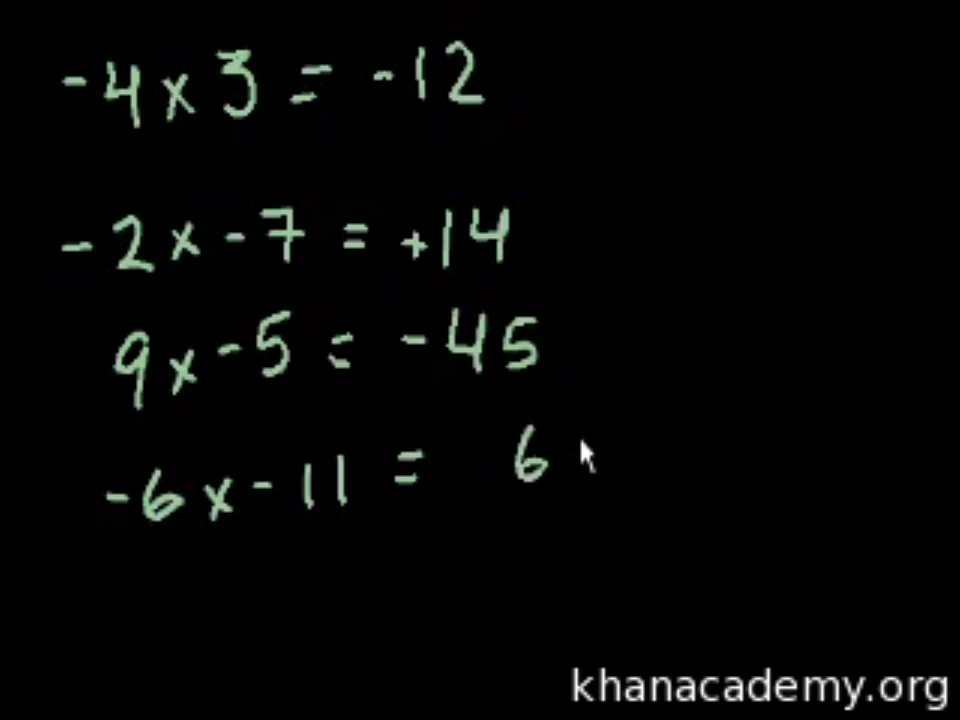 -4 x 3 = -12
-2 x -7 = +14
9 x -5 = -45
-6 x -11 = 6
khanacademy.org